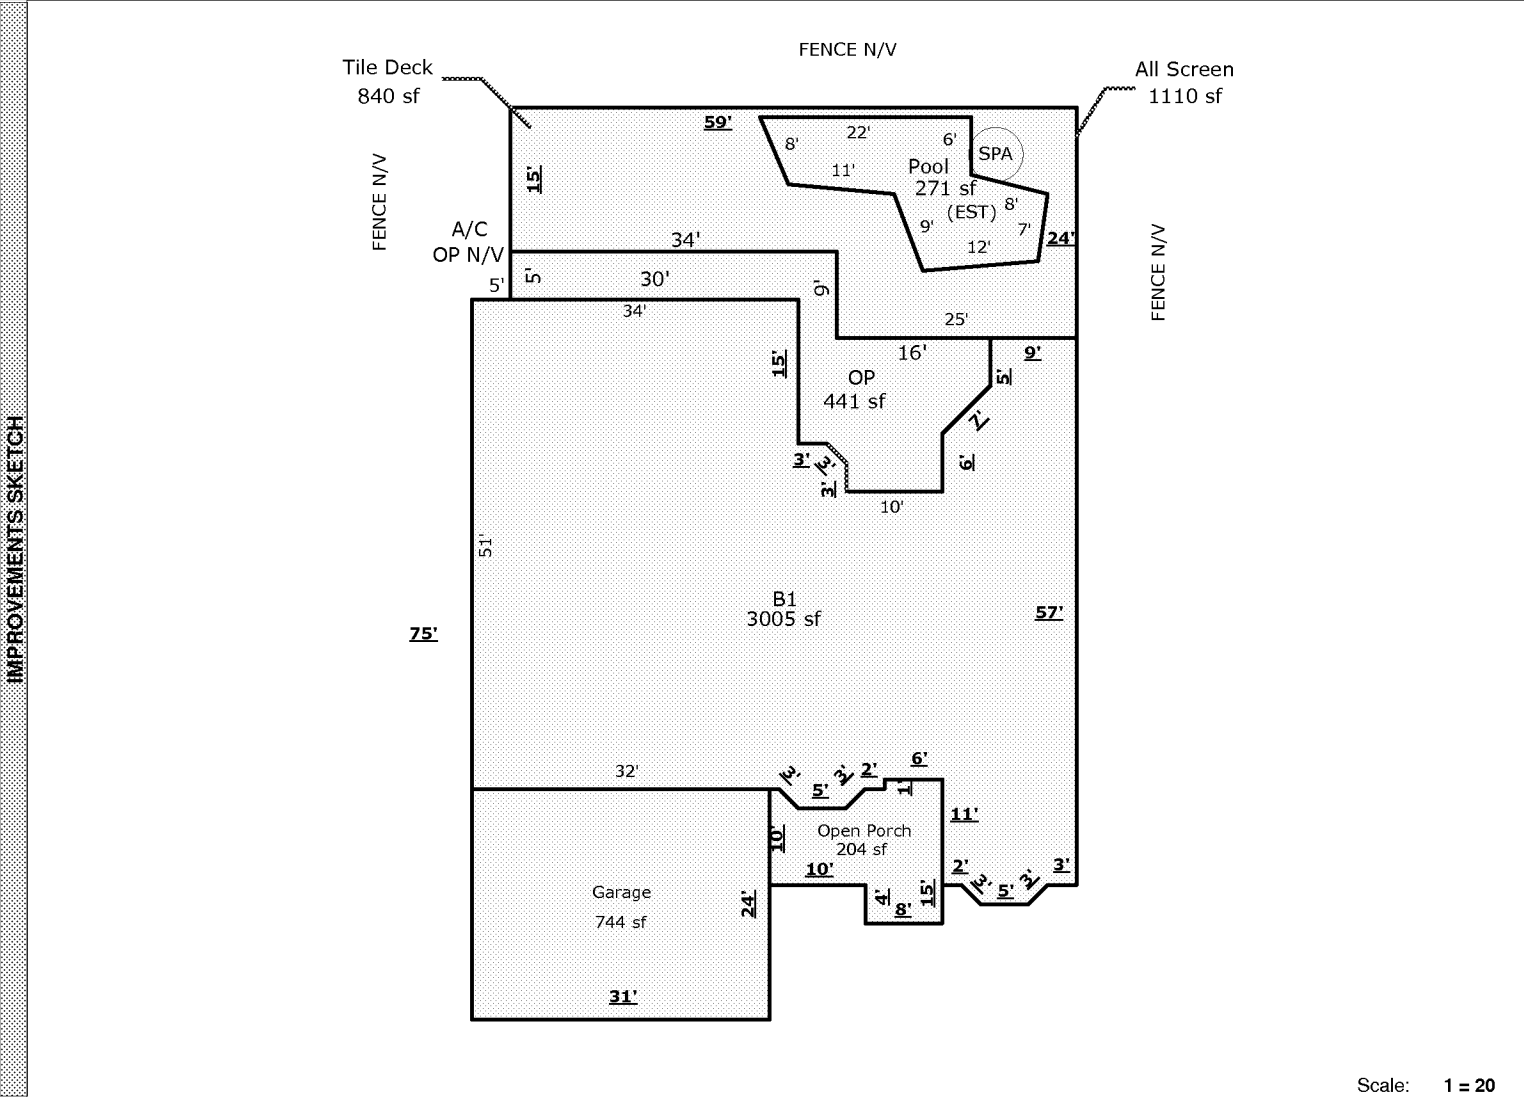 FENCE N/V
Tile Deck
840 sf
All Screen
1110 sf
59'
22'
6'
8'
SPA
15'
11'
Pool
271 sf
(EST)
8'
9'
7'
12'
24'
FENCE N/V
A/C
OP N/V
FENCE N/V
34'
5'
5'
30'
9'
34'
25'
16'
9'
15'
OP
441 sf
5'
7'
3'
3'
3'
6'
10'
51'
B1
3005 sf
57'
75'
IMPROVEMENTS SKETCH
32'
3'
5'
3'
2'
6'
1'
10'
Open Porch
204 sf
11'
10'
2'
3'
5'
3'
3'
Garage
744 sf
24'
4'
8'
15'
31'
Scale: 1 = 20